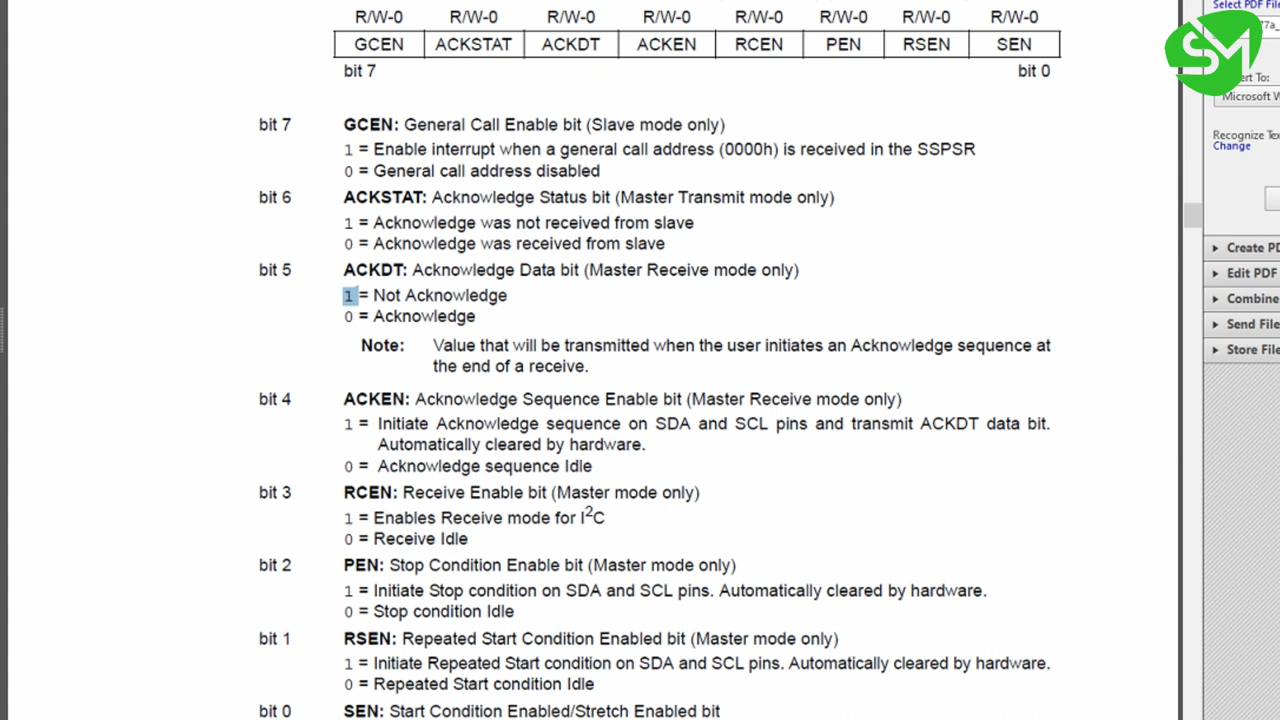 R/W-0 R/W-0 R/W-0 R/W-0 R/W-0 R/W-0 R/W-0 R/W-0
GCEN ACKSTAT ACKDT ACKEN RCEN PEN RSEN SEN
bit 7 bit 0
bit 7 GCEN: General Call Enable bit (Slave mode only)
1 = Enable interrupt when a general call address (0000h) is received in the SSPSR
0 = General call address disabled
bit 6 ACKSTAT: Acknowledge Status bit (Master Transmit mode only)
1 = Acknowledge was not received from slave
0 = Acknowledge was received from slave
bit 5 ACKDT: Acknowledge Data bit (Master Receive mode only)
1 = Not Acknowledge
0 = Acknowledge
Note: Value that will be transmitted when the user initiates an Acknowledge sequence at
the end of a receive.
bit 4 ACKEN: Acknowledge Sequence Enable bit (Master Receive mode only)
1 = Initiate Acknowledge sequence on SDA and SCL pins and transmit ACKDT data bit.
Automatically cleared by hardware.
0 = Acknowledge sequence Idle
bit 3 RCEN: Receive Enable bit (Master mode only)
1 = Enables Receive mode for I²C
0 = Receive Idle
bit 2 PEN: Stop Condition Enable bit (Master mode only)
1 = Initiate Stop condition on SDA and SCL pins. Automatically cleared by hardware.
0 = Stop condition Idle
bit 1 RSEN: Repeated Start Condition Enabled bit (Master mode only)
1 = Initiate Repeated Start condition on SDA and SCL pins. Automatically cleared by hardware.
0 = Repeated Start condition Idle
bit 0 SEN: Start Condition Enabled/Stretch Enabled bit
Select PDF File
SM
To:
Microsoft W
Recognize Tex
Change
Create PD
Edit PDF
Combine
Send File
Store File